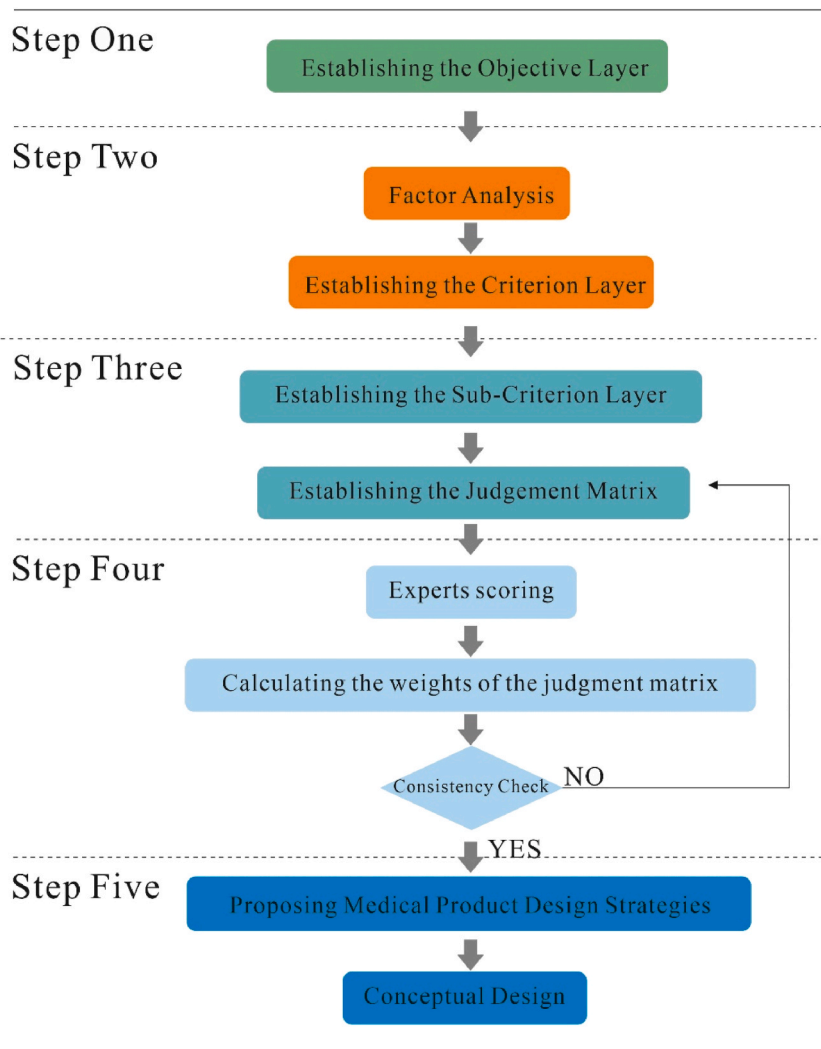 Step One
Establishing the Objective Layer
Step Two
Factor Analysis
Establishing the Criterion Layer
Step Three
Establishing the Sub-Criterion Layer
Establishing the Judgement Matrix
Step Four
Experts scoring
Calculating the weights of the judgment matrix
Consistency Check
NO
YES
Step Five
Proposing Medical Product Design Strategies
Conceptual Design